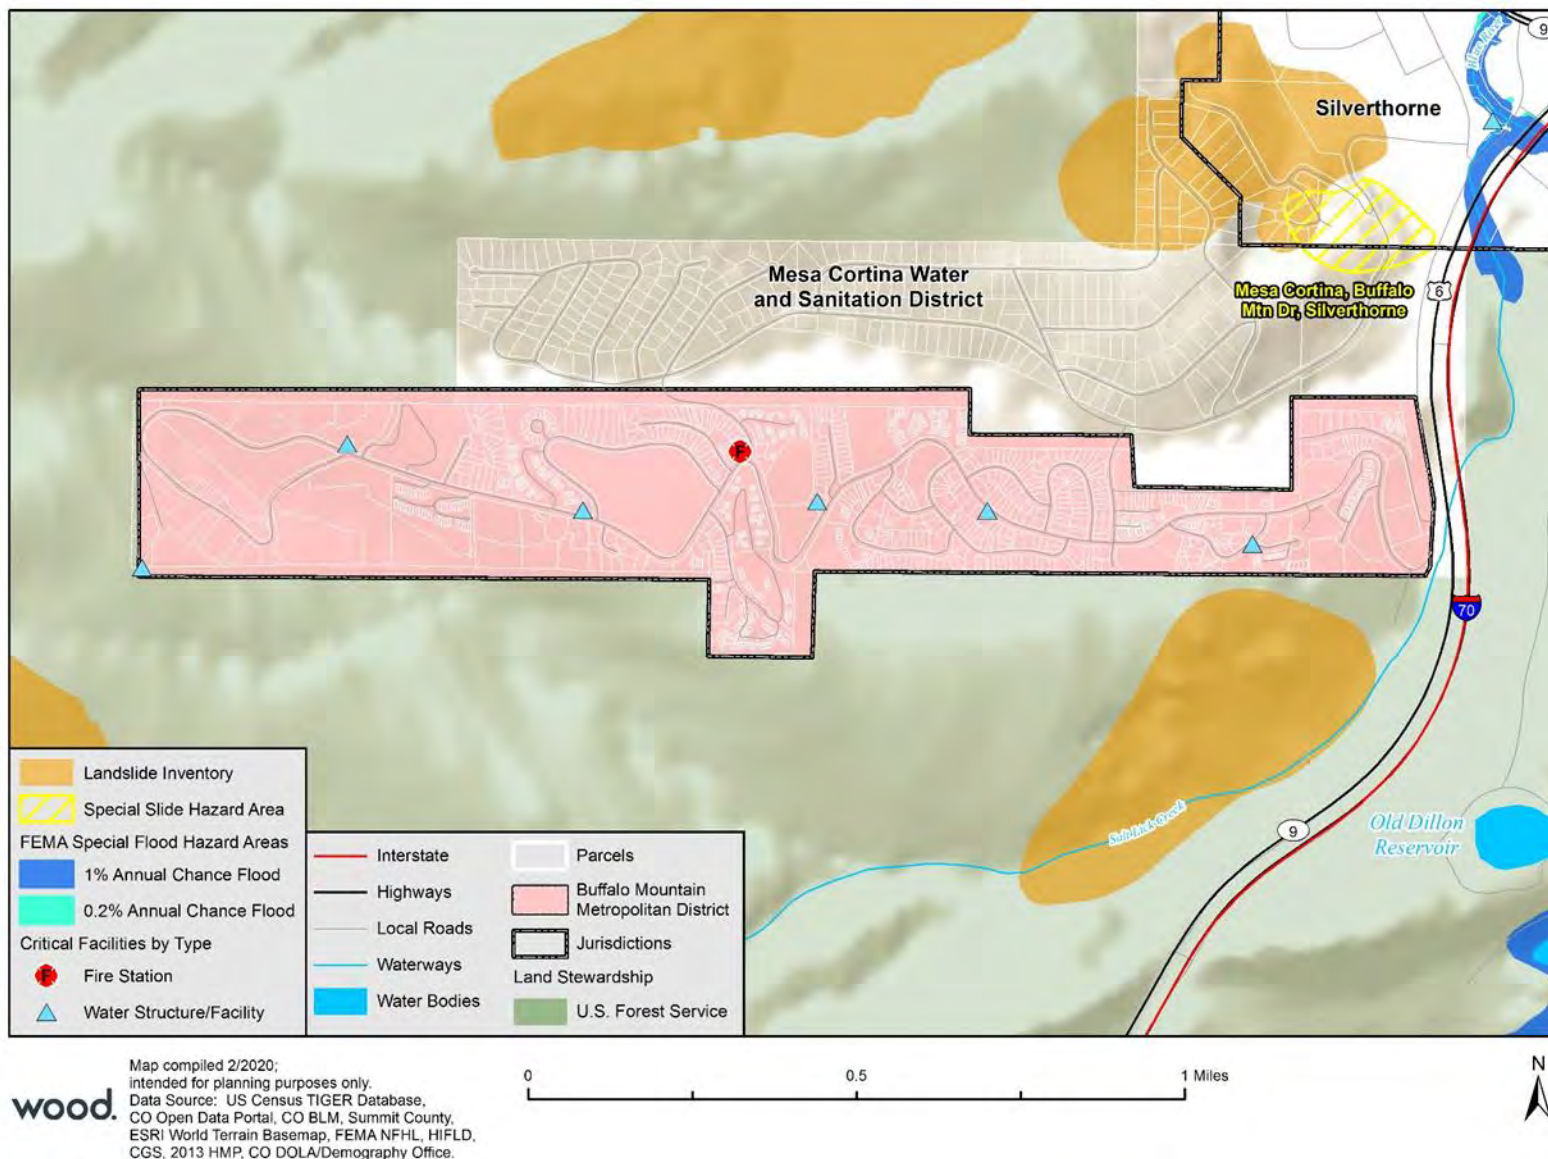 9
Blue River
Silverthorne
Mesa Cortina Water
and Sanitation District
Mesa Cortina, Buffalo
Mtn Dr, Silverthorne
6
F
70
Salt Lick Creek
9
Old Dillon
Reservoir
Landslide Inventory
Special Slide Hazard Area
FEMA Special Flood Hazard Areas
1% Annual Chance Flood
0.2% Annual Chance Flood
Critical Facilities by Type
F Fire Station
Water Structure/Facility
Interstate
Highways
Local Roads
Waterways
Water Bodies
Parcels
Buffalo Mountain
Metropolitan District
Jurisdictions
Land Stewardship
U.S. Forest Service
wood.
Map compiled 2/2020;
intended for planning purposes only.
Data Source: US Census TIGER Database,
CO Open Data Portal, CO BLM, Summit County,
ESRI World Terrain Basemap, FEMA NFHL, HIFLD,
CGS, 2013 HMP, CO DOLA/Demography Office.
0 0.5 1 Miles
N